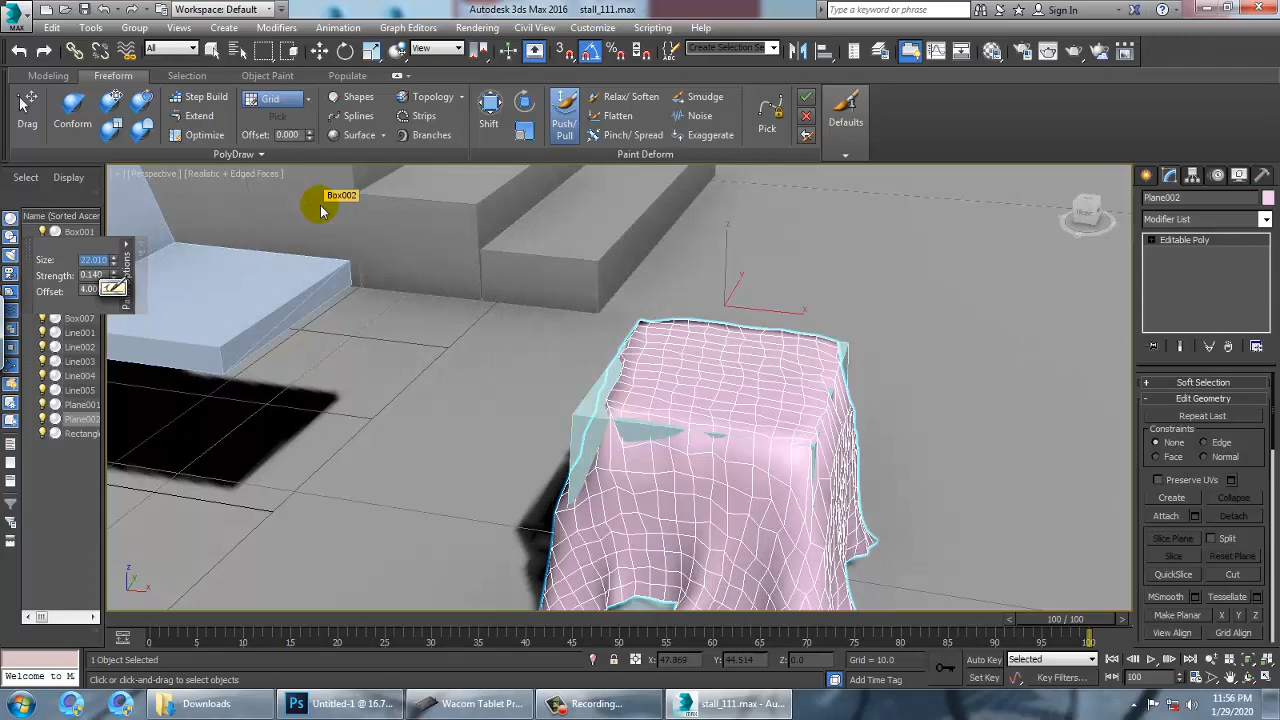 MAX
Workspace: Default
Autodesk 3ds Max 2016 stall_111.max
Type a keyword or phrase
Sign In
Edit Tools Group Views Create Modifiers Animation Graph Editors Rendering Civil View Customize Scripting Help
All
View
Create Selection Se
Modeling Freeform Selection Object Paint Populate
Drag
Conform
Step Build
Extend
Optimize
Grid
Pick
Offset: 0.000
Shapes
Splines
Surface
Topology
Strips
Branches
Shift
Push/
Pull
Relax/ Soften
Flatten
Pinch/ Spread
Smudge
Noise
Exaggerate
Pick
Defaults
PolyDraw
Paint Deform
Select Display
[ + ] [Perspective ] [Realistic + Edged Faces ]
Name (Sorted Ascen
Box001
Size: 22.010
Strength: 0.140
Offset: 4.00
Box007
Line001
Line002
Line003
Line004
Line005
Plane001
Plane002
Rectangl
Box002
FRONT
z
y
x
z
y
x
Plane002
Modifier List
Editable Poly
+ Soft Selection
- Edit Geometry
Repeat Last
Constraints
None Edge
Face Normal
Preserve UVs
Create Collapse
Attach Detach
Slice Plane Split
Slice Reset Plane
QuickSlice Cut
MSmooth Tessellate
Make Planar X Y Z
View Align Grid Align
< 100 / 100 >
0 5 10 15 20 25 30 35 40 45 50 55 60 65 70 75 80 85 90 95 100
1 Object Selected
X: 47.869 Y: 44.514 Z: 0.0 Grid = 10.0
Auto Key Selected
Welcome to M
Click or click-and-drag to select objects
Add Time Tag
Set Key Key Filters... 100
Downloads
Ps Untitled-1 @ 16.7...
Wacom Tablet Pr...
Recording...
stall_111.max - Au...
11:56 PM
1/29/2020